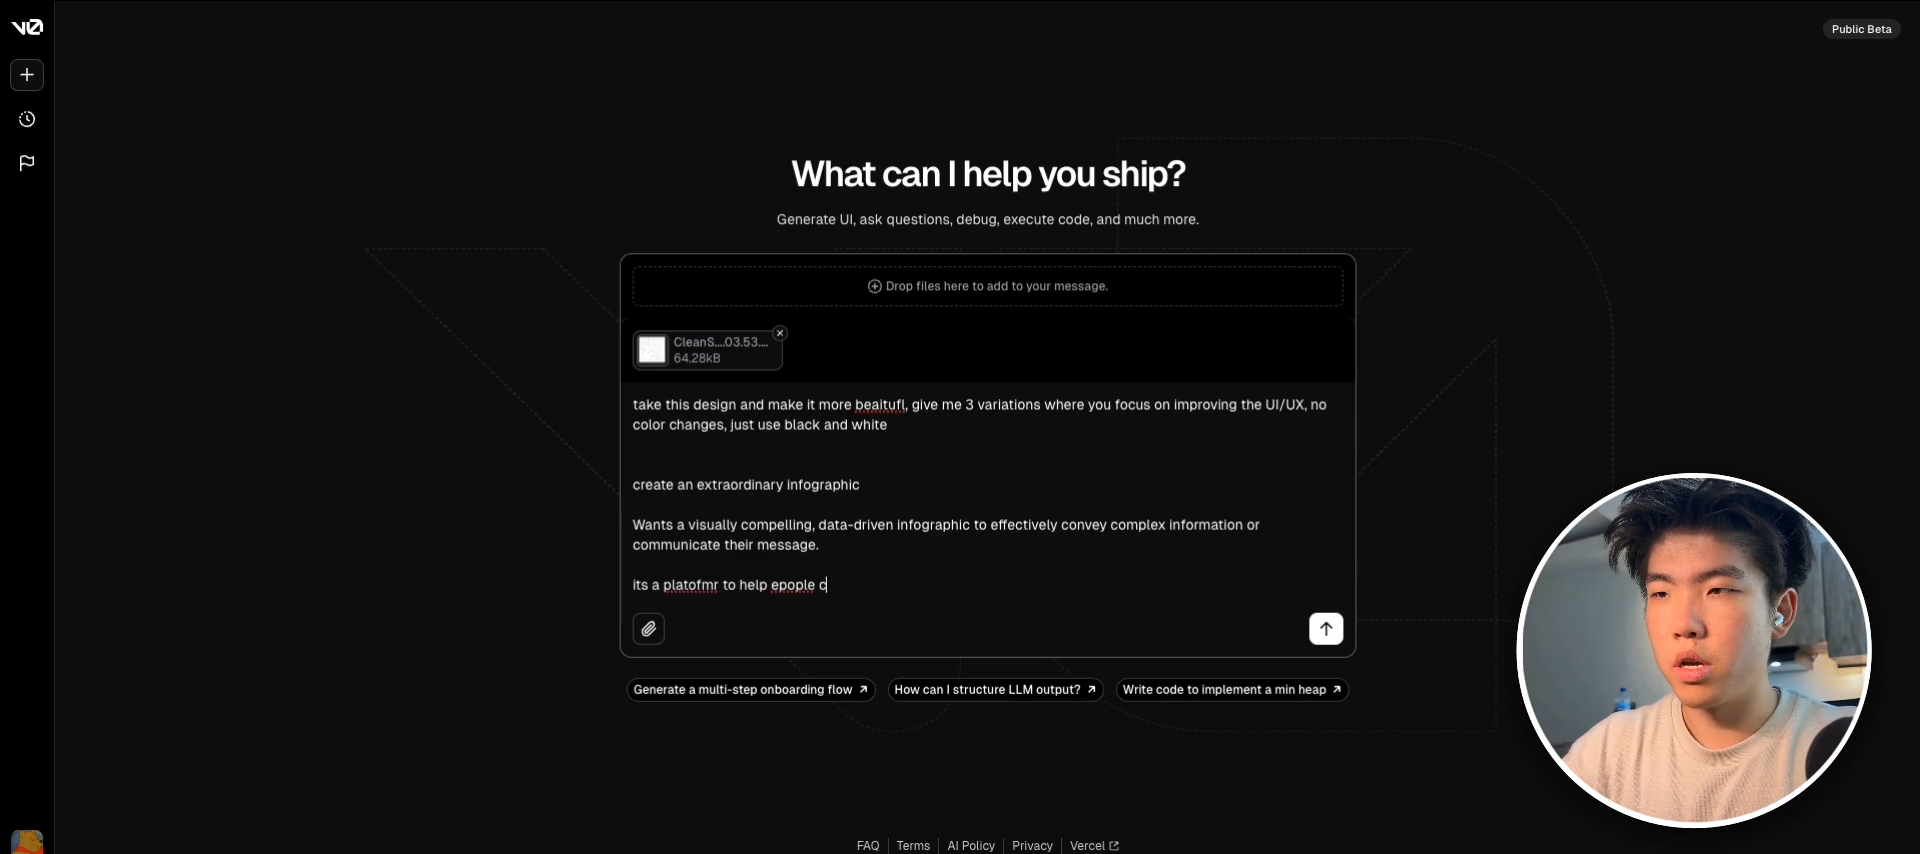 v0
Public Beta
What can I help you ship?
Generate UI, ask questions, debug, execute code, and much more.
Drop files here to add to your message.
CleanS....03.53....
64.28kB
take this design and make it more beaitufl, give me 3 variations where you focus on improving the UI/UX, no
color changes, just use black and white
create an extraordinary infographic
Wants a visually compelling, data-driven infographic to effectively convey complex information or
communicate their message.
its a platofmr to help epople c
Generate a multi-step onboarding flow
How can I structure LLM output?
Write code to implement a min heap
FAQ
Terms
AI Policy
Privacy
Vercel